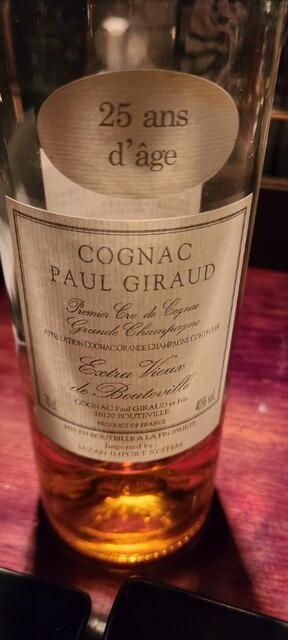 25 ans
d'âge
COGNAC
PAUL GIRAUD
Premier Cru de Cognac
Grande Champagne
APPELLATION COGNAC GRANDE CHAMPAGNE CONTRÔLÉE
Extra Vieux
de Bouteville
COGNAC Paul GIRAUD et Fils
70cl 16120 BOUTEVILLE 40% vol.
PRODUCT OF FRANCE
MIS EN BOUTEILLE A LA PROPRIETE
Imported by :
JAPAN IMPORT SYSTEM